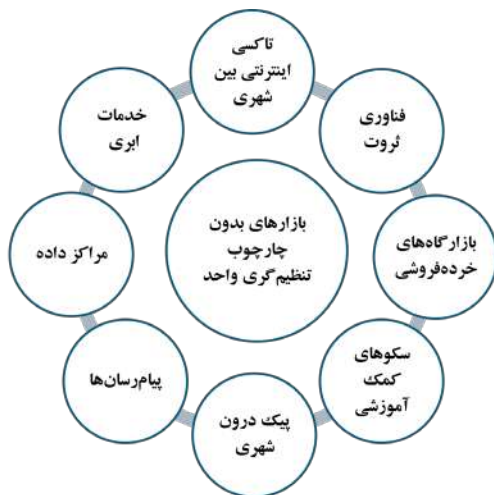 تاکسی
اینترنتی بین
شهری
فناوری
ثروت
بازارگاه‌های
خرده‌فروشی
سکوهای
کمک
آموزشی
پیک درون
شهری
پیام‌رسان‌ها
مراکز داده
خدمات
ابری
بازارهای بدون
چارچوب
تنظیم‌گری واحد